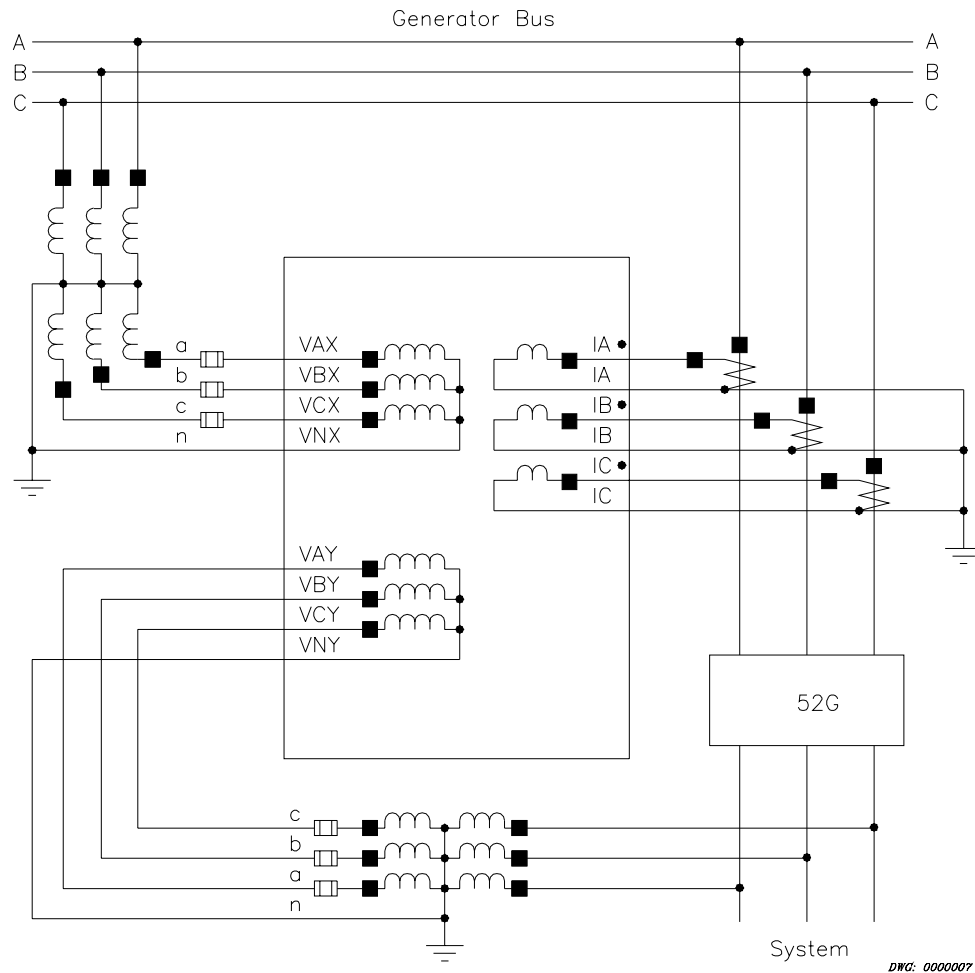 Generator Bus
A A
B B
C C
a VAX IA
b VBX IA
c VCX IB
n VNX IB
IC
IC
VAY
VBY
VCY
VNY
52G
c
b
a
n
System
DWG: 0000007